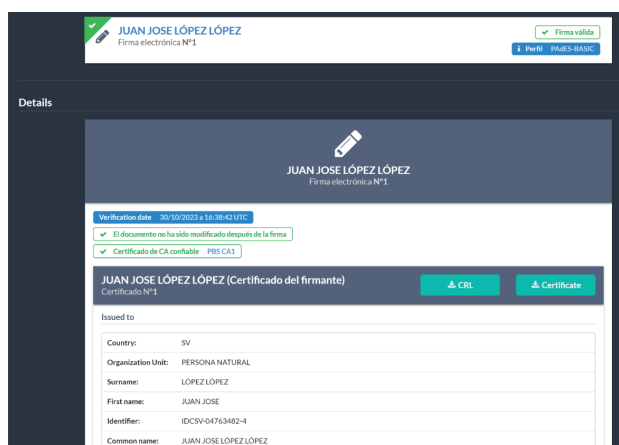 JUAN JOSE LÓPEZ LÓPEZ
Firma electrónica Nº1
Firma válida
Perfil PAdES-BASIC
Details
JUAN JOSE LÓPEZ LÓPEZ
Firma electrónica Nº1
Verification date 30/10/2023 a 16:38:42 UTC
El documento no ha sido modificado después de la firma
Certificado de CA confiable PBS CA1
JUAN JOSE LÓPEZ LÓPEZ (Certificado del firmante)
Certificado Nº1
CRL
Certificate
Issued to
Country: SV
Organization Unit: PERSONA NATURAL
Surname: LÓPEZ LÓPEZ
First name: JUAN JOSE
Identifier: IDCSV-04763482-4
Common name: JUAN JOSE LÓPEZ LÓPEZ